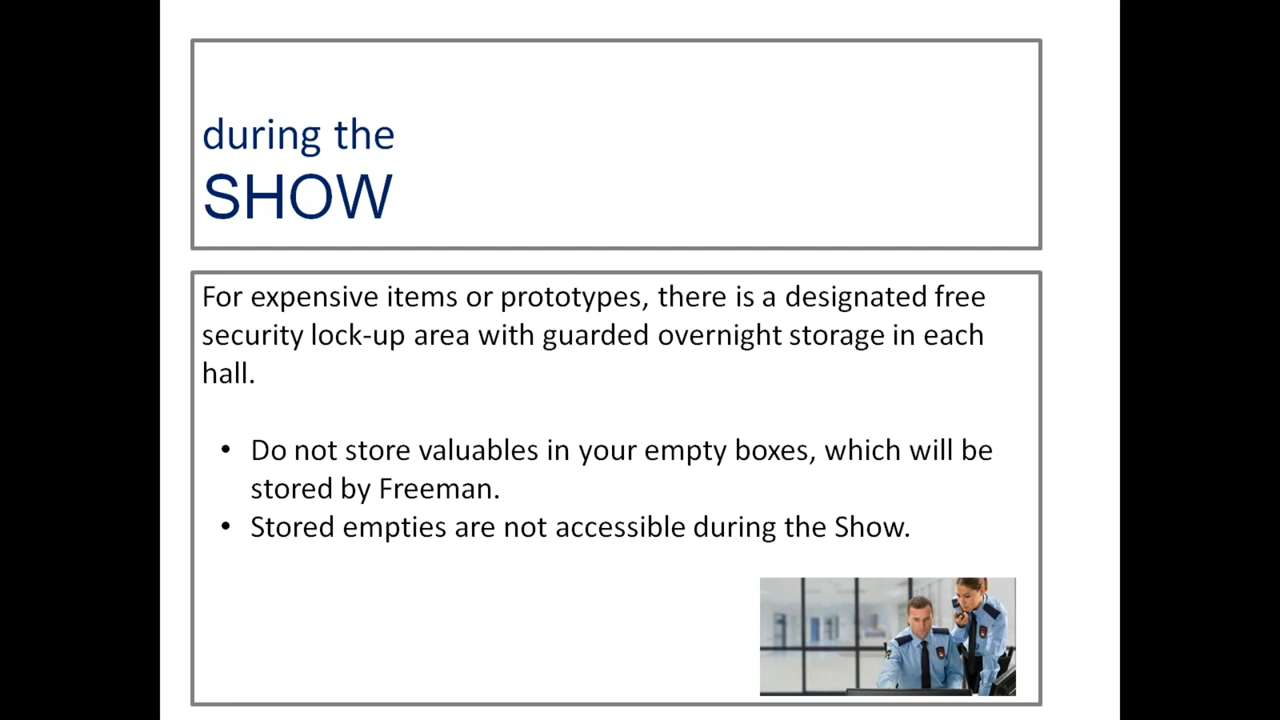 during the
SHOW
For expensive items or prototypes, there is a designated free
security lock-up area with guarded overnight storage in each
hall.
• Do not store valuables in your empty boxes, which will be
stored by Freeman.
• Stored empties are not accessible during the Show.